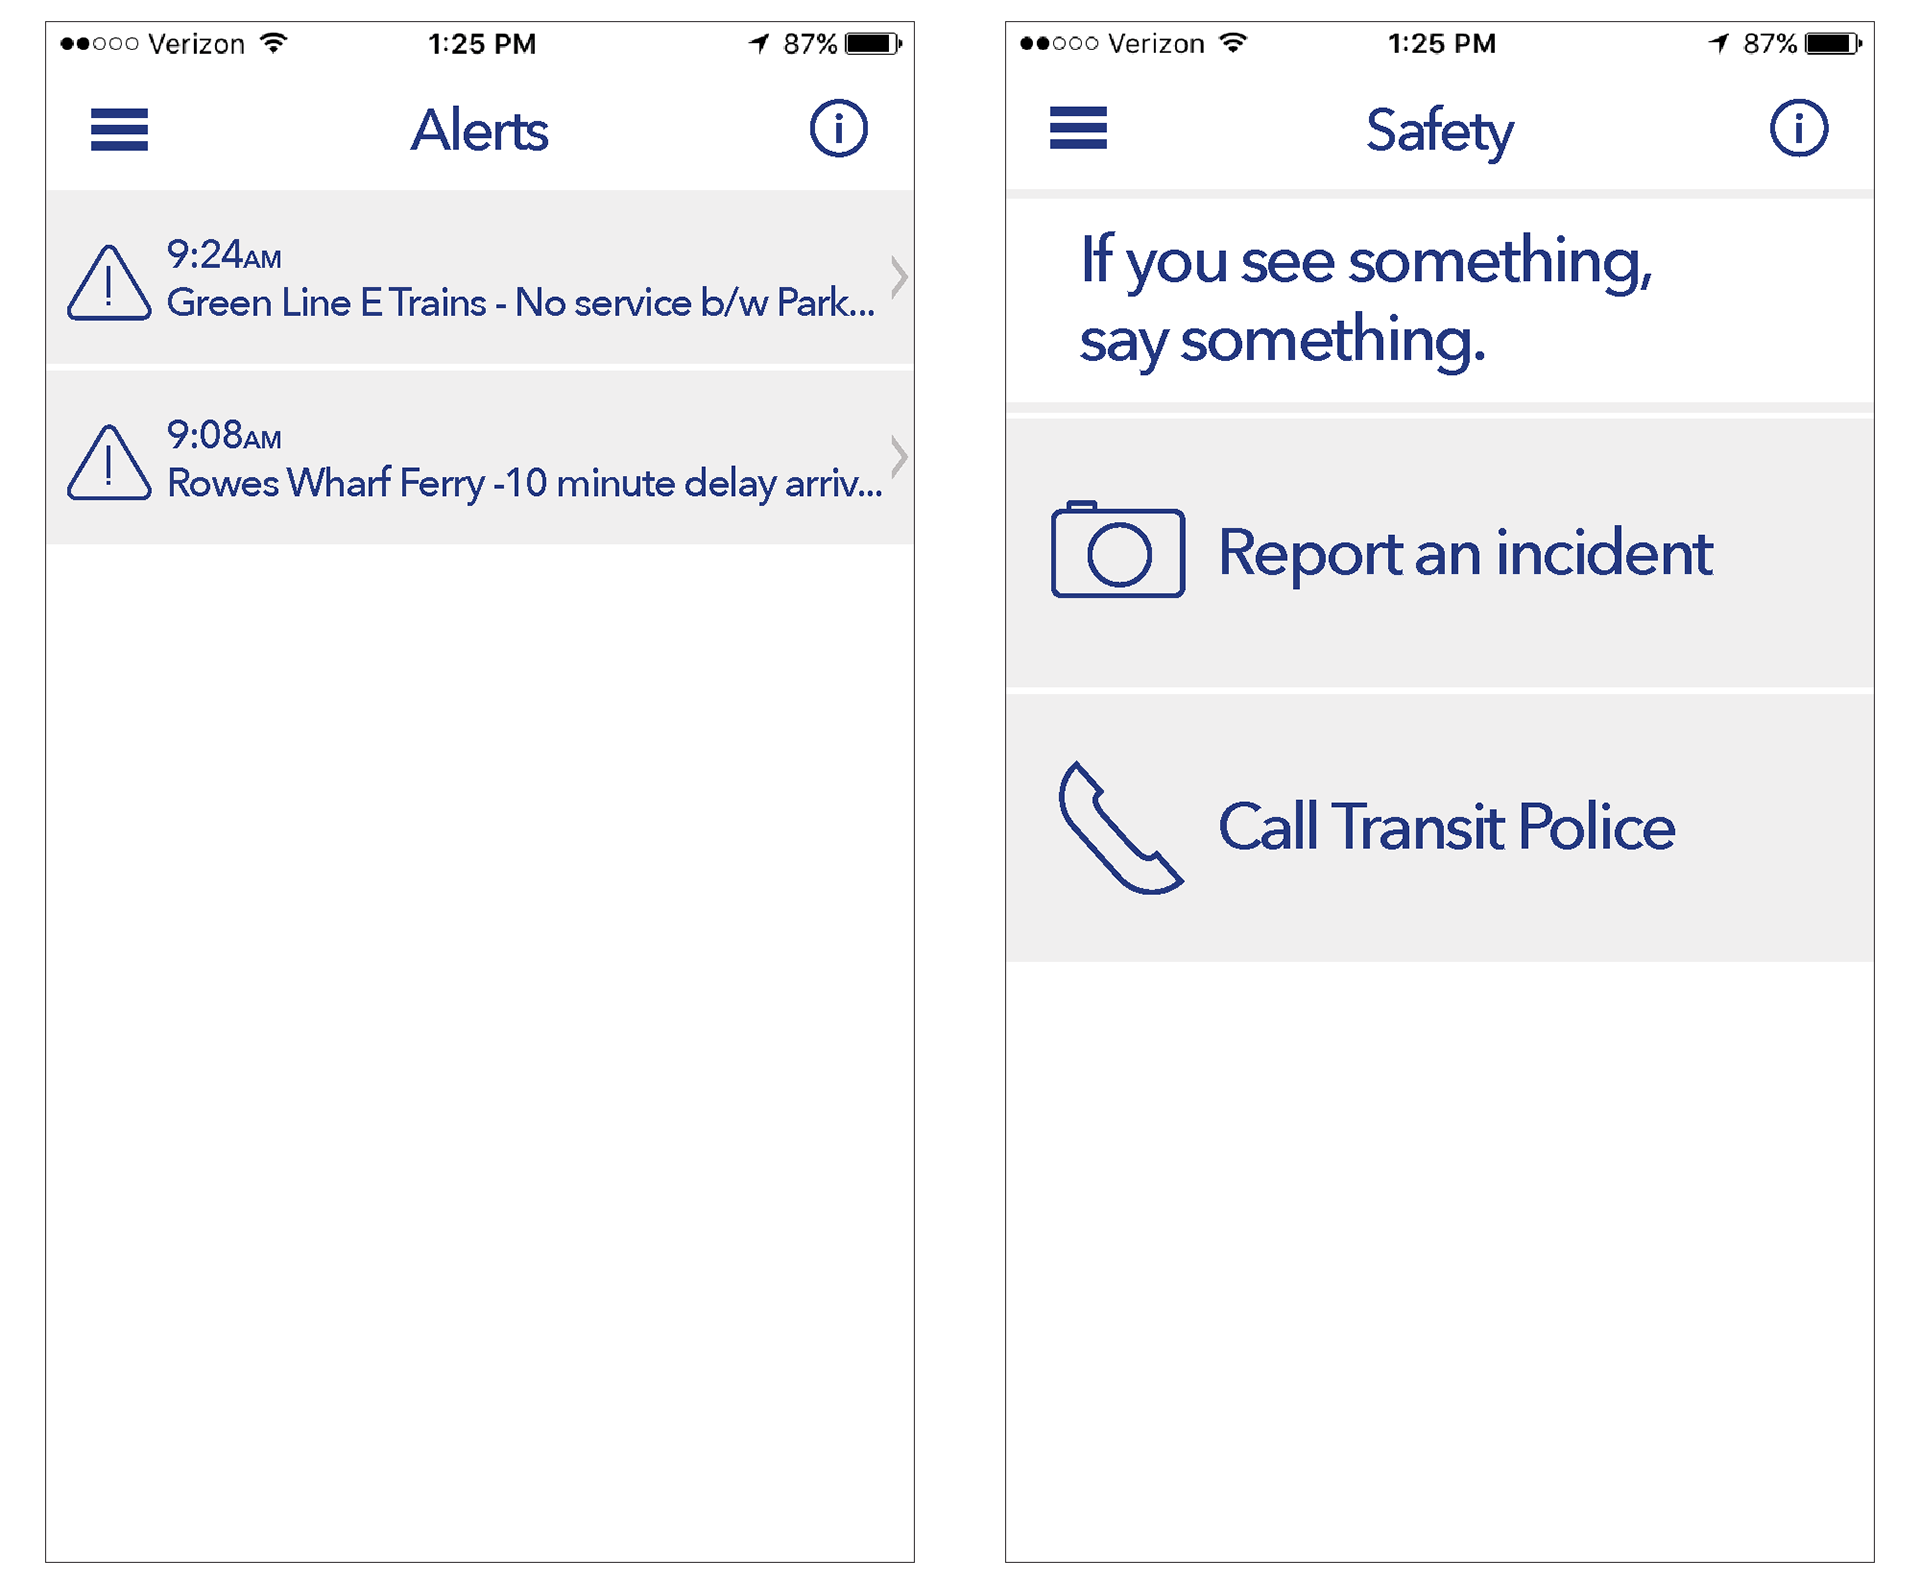 Verizon 1:25 PM 87%
Alerts
9:24AM
Green Line E Trains - No service b/w Park...
9:08AM
Rowes Wharf Ferry -10 minute delay arriv...
Verizon 1:25 PM 87%
Safety
If you see something,
say something.
Report an incident
Call Transit Police